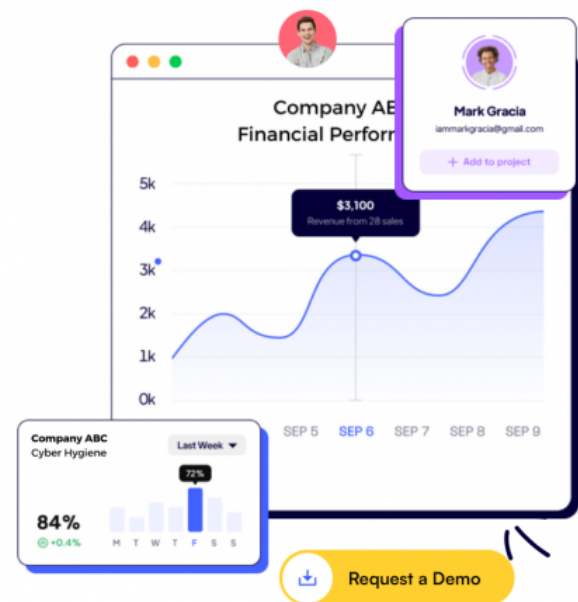 Company AB
Financial Perfor
Mark Gracia
iammarkgracia@gmail.com
+ Add to project
$3,100
Revenue from 28 sales
5k
4k
3k
2k
1k
0k
SEP 5 SEP 6 SEP 7 SEP 8 SEP 9
Company ABC
Cyber Hygiene
Last Week
72%
84%
+0.4%
M T W T F S S
Request a Demo